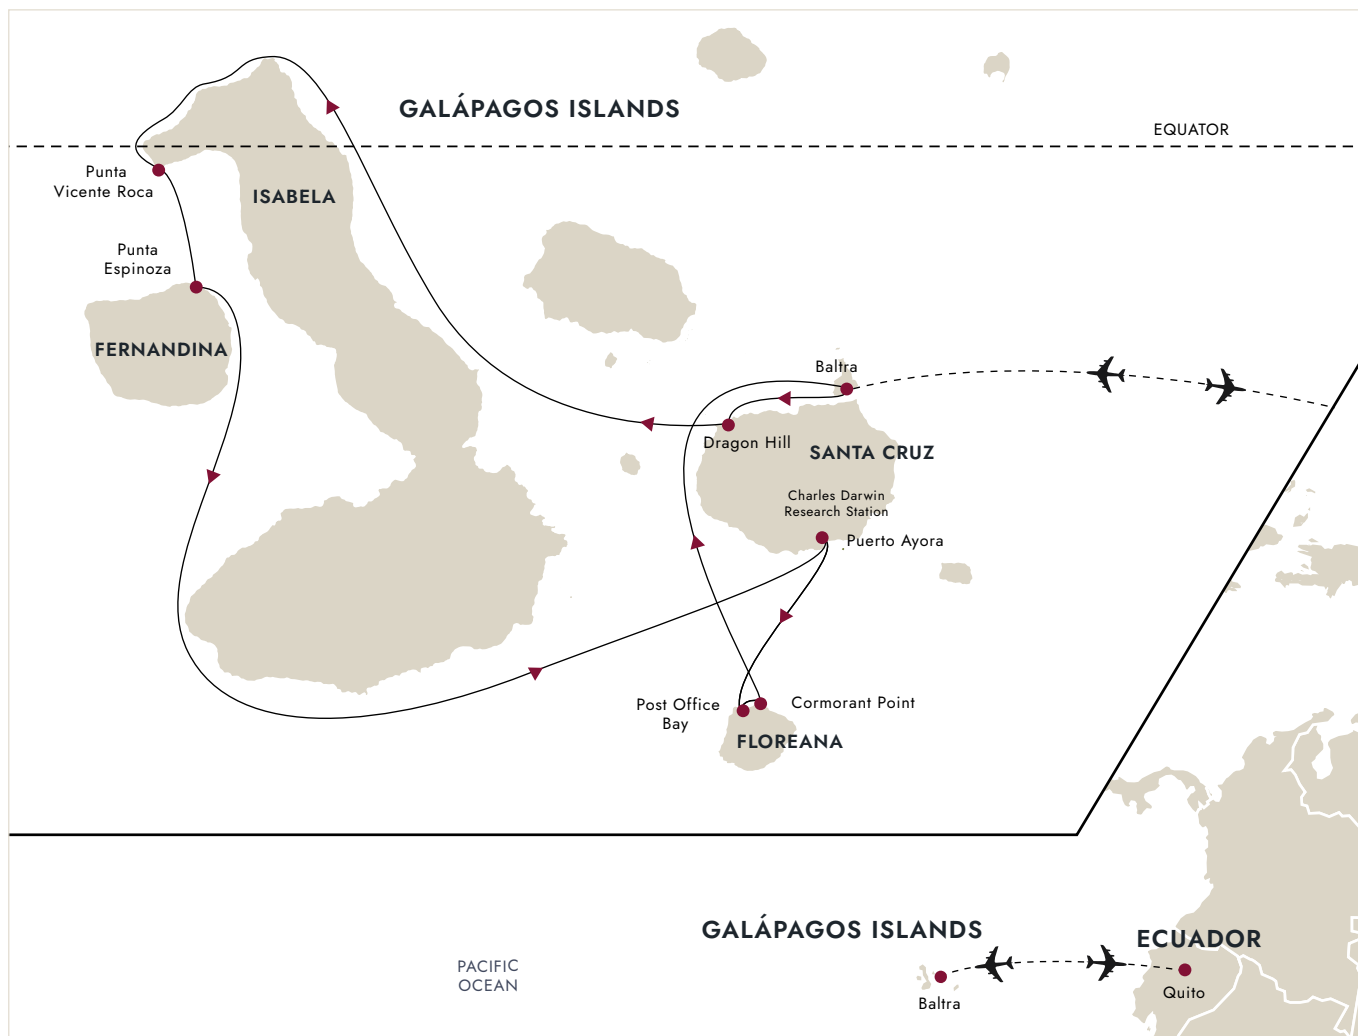 GALÁPAGOS ISLANDS
EQUATOR
Punta
Vicente Roca
ISABELA
Punta
Espinoza
FERNANDINA
Baltra
Dragon Hill
SANTA CRUZ
Charles Darwin
Research Station
Puerto Ayora
Post Office
Bay
Cormorant Point
FLOREANA
GALÁPAGOS ISLANDS
ECUADOR
PACIFIC
OCEAN
Baltra
Quito